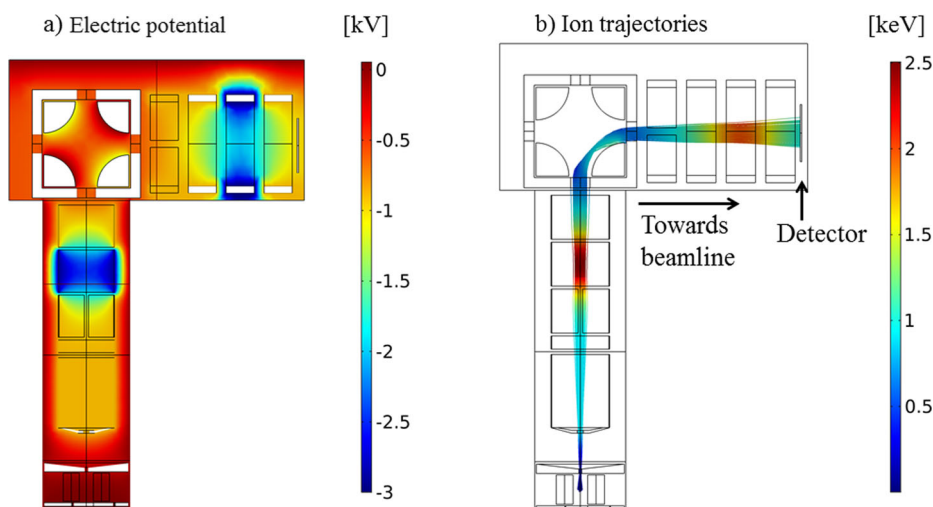 a) Electric potential
[kV]
0
-0.5
-1
-1.5
-2
-2.5
-3
b) Ion trajectories
[keV]
2.5
2
1.5
1
0.5
Towards
beamline
Detector